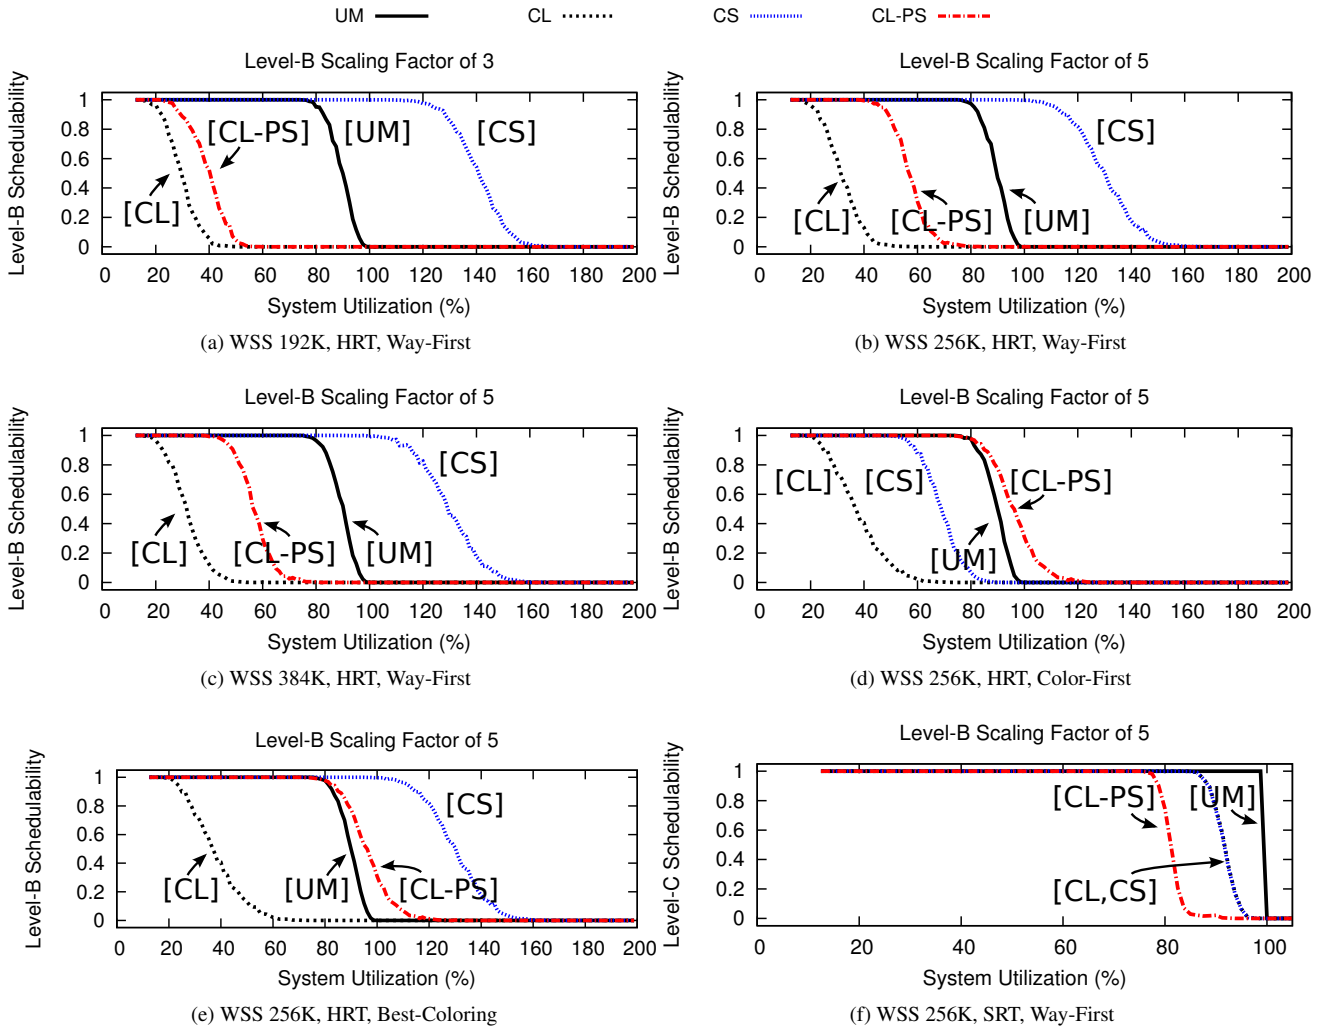 UM CL CS CL-PS
Level-B Scaling Factor of 3
Level-B Schedulability
1
0.8
0.6
0.4
0.2
0
[CL-PS] [UM] [CS]
[CL]
0 20 40 60 80 100 120 140 160 180 200
System Utilization (%)
(a) WSS 192K, HRT, Way-First
Level-B Scaling Factor of 5
Level-B Schedulability
1
0.8
0.6
0.4
0.2
0
[CS]
[CL] [CL-PS] [UM]
0 20 40 60 80 100 120 140 160 180 200
System Utilization (%)
(b) WSS 256K, HRT, Way-First
Level-B Scaling Factor of 5
Level-B Schedulability
1
0.8
0.6
0.4
0.2
0
[CS]
[CL] [CL-PS] [UM]
0 20 40 60 80 100 120 140 160 180 200
System Utilization (%)
(c) WSS 384K, HRT, Way-First
Level-B Scaling Factor of 5
Level-B Schedulability
1
0.8
0.6
0.4
0.2
0
[CL] [CS] [CL-PS]
[UM]
0 20 40 60 80 100 120 140 160 180 200
System Utilization (%)
(d) WSS 256K, HRT, Color-First
Level-B Scaling Factor of 5
Level-B Schedulability
1
0.8
0.6
0.4
0.2
0
[CS]
[CL] [UM] [CL-PS]
0 20 40 60 80 100 120 140 160 180 200
System Utilization (%)
(e) WSS 256K, HRT, Best-Coloring
Level-B Scaling Factor of 5
Level-C Schedulability
1
0.8
0.6
0.4
0.2
0
[CL-PS] [UM]
[CL,CS]
0 20 40 60 80 100
System Utilization (%)
(f) WSS 256K, SRT, Way-First